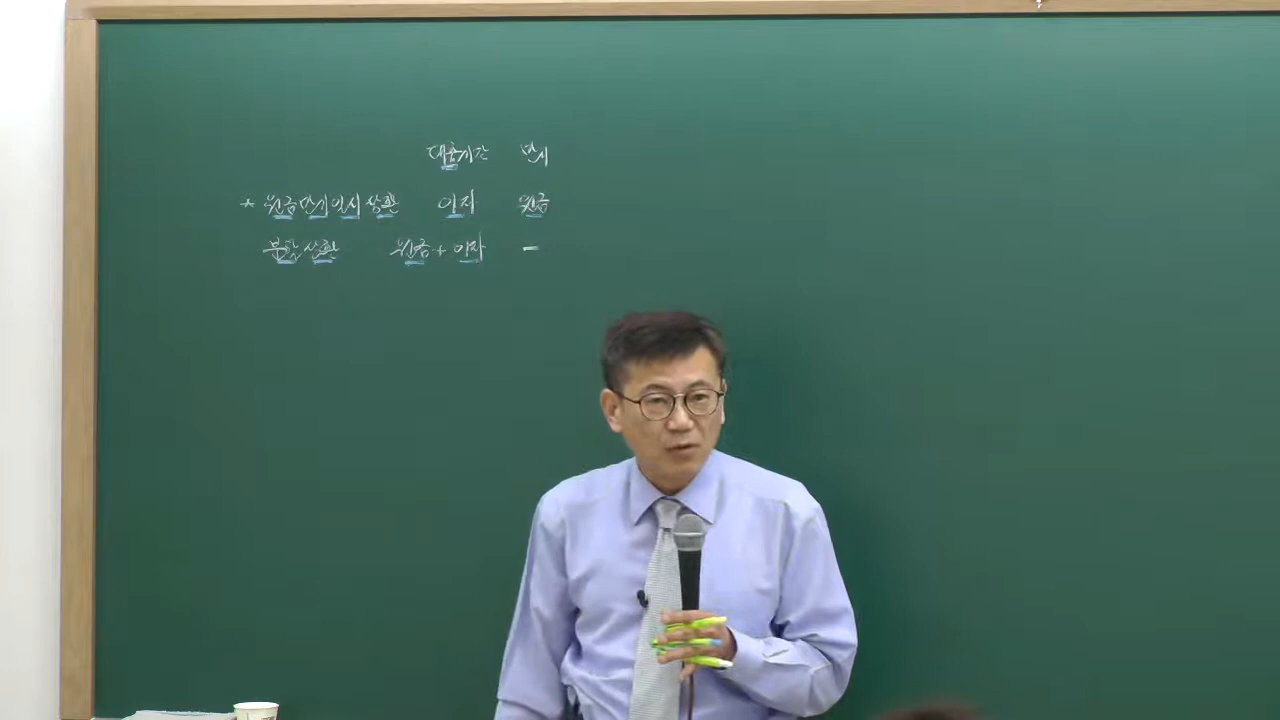 대출기간 만시
* 원금만기일시상환 이자 원금
분할상환 원금 + 이자 -